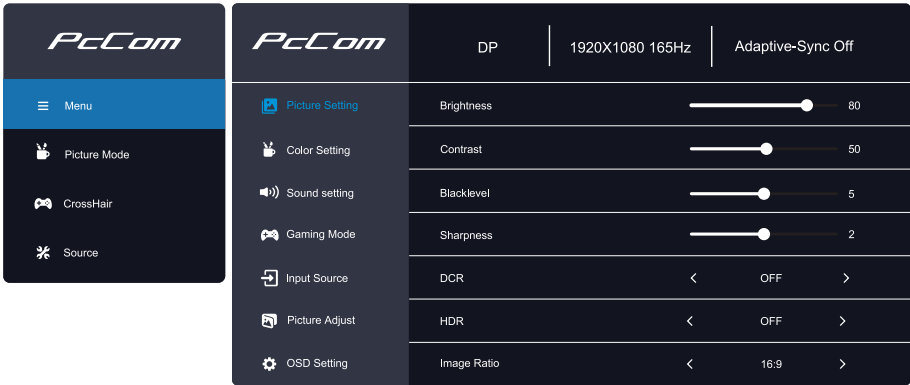 PcCom
Menu
Picture Mode
CrossHair
Source
PcCom
DP
1920X1080 165Hz
Adaptive-Sync Off
Picture Setting
Color Setting
Sound setting
Gaming Mode
Input Source
Picture Adjust
OSD Setting
Brightness 80
Contrast 50
Blacklevel 5
Sharpness 2
DCR < OFF >
HDR < OFF >
Image Ratio < 16:9 >